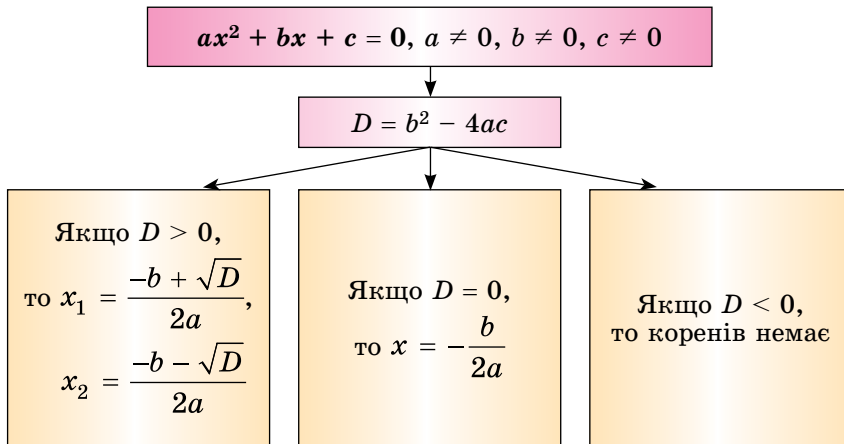 ax² + bx + c = 0, a ≠ 0, b ≠ 0, c ≠ 0
D = b² − 4ac
Якщо D > 0,
то x₁ = (−b + √D)/(2a),
x₂ = (−b − √D)/(2a)
Якщо D = 0,
то x = −b/(2a)
Якщо D < 0,
то коренів немає